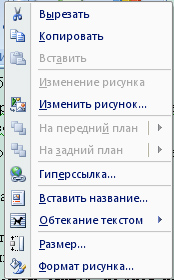 Вырезать
Копировать
Вставить
Изменение рисунка
Изменить рисунок...
На передний план
На задний план
Гиперссылка...
Вставить название...
Обтекание текстом
Размер...
Формат рисунка...